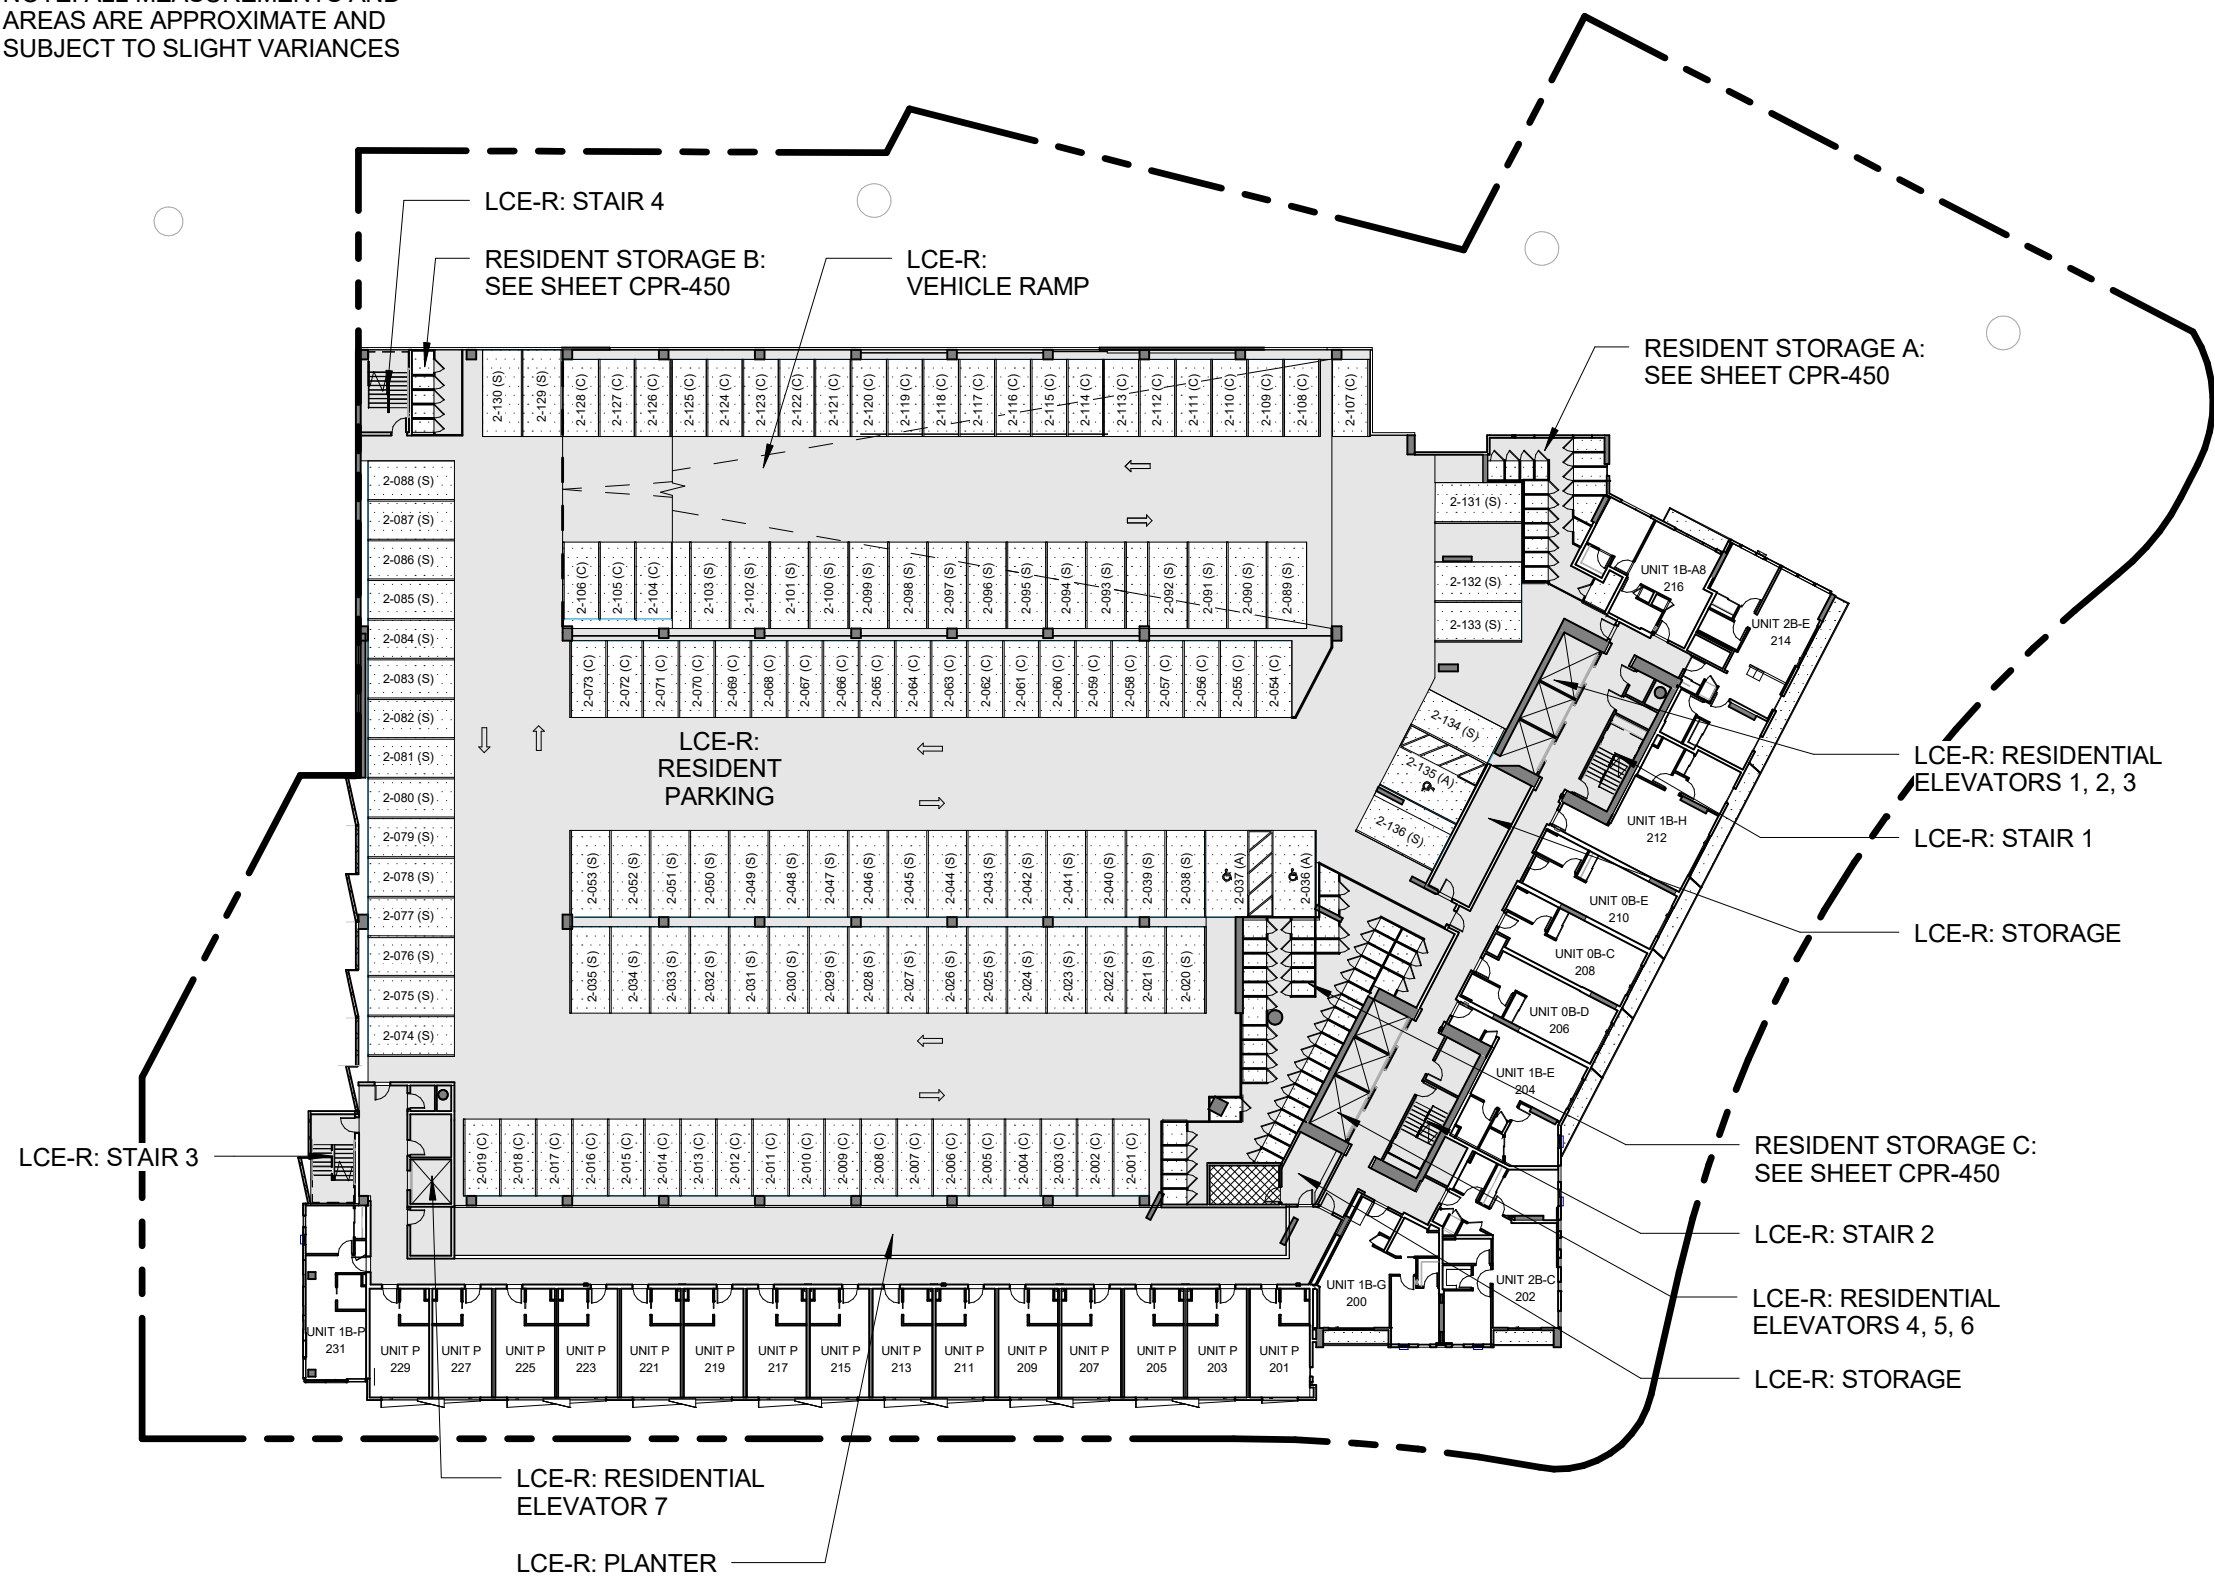 AREAS ARE APPROXIMATE AND
SUBJECT TO SLIGHT VARIANCES
LCE-R: STAIR 4
RESIDENT STORAGE B:
SEE SHEET CPR-450
LCE-R:
VEHICLE RAMP
RESIDENT STORAGE A:
SEE SHEET CPR-450
2-130 (S)
2-129 (S)
2-128 (C)
2-127 (C)
2-126 (C)
2-125 (C)
2-124 (C)
2-123 (C)
2-122 (C)
2-121 (C)
2-120 (C)
2-119 (C)
2-118 (C)
2-117 (C)
2-116 (C)
2-115 (C)
2-114 (C)
2-113 (C)
2-112 (C)
2-111 (C)
2-110 (C)
2-109 (C)
2-108 (C)
2-107 (C)
2-088 (S)
2-087 (S)
2-086 (S)
2-085 (S)
2-084 (S)
2-083 (S)
2-082 (S)
2-081 (S)
2-080 (S)
2-079 (S)
2-078 (S)
2-077 (S)
2-076 (S)
2-075 (S)
2-074 (S)
2-106 (C)
2-105 (C)
2-104 (C)
2-103 (S)
2-102 (S)
2-101 (S)
2-100 (S)
2-099 (S)
2-098 (S)
2-097 (S)
2-096 (S)
2-095 (S)
2-094 (S)
2-093 (S)
2-092 (S)
2-091 (S)
2-090 (S)
2-089 (S)
2-131 (S)
2-132 (S)
2-133 (S)
2-073 (C)
2-072 (C)
2-071 (C)
2-070 (C)
2-069 (C)
2-068 (C)
2-067 (C)
2-066 (C)
2-065 (C)
2-064 (C)
2-063 (C)
2-062 (C)
2-061 (C)
2-060 (C)
2-059 (C)
2-058 (C)
2-057 (C)
2-056 (C)
2-055 (C)
2-054 (C)
2-134 (S)
2-135 (A)
2-136 (S)
LCE-R:
RESIDENT
PARKING
2-053 (S)
2-052 (S)
2-051 (S)
2-050 (S)
2-049 (S)
2-048 (S)
2-047 (S)
2-046 (S)
2-045 (S)
2-044 (S)
2-043 (S)
2-042 (S)
2-041 (S)
2-040 (S)
2-039 (S)
2-038 (S)
2-037 (A)
2-036 (A)
2-035 (S)
2-034 (S)
2-033 (S)
2-032 (S)
2-031 (S)
2-030 (S)
2-029 (S)
2-028 (S)
2-027 (S)
2-026 (S)
2-025 (S)
2-024 (S)
2-023 (S)
2-022 (S)
2-021 (S)
2-020 (S)
2-019 (C)
2-018 (C)
2-017 (C)
2-016 (C)
2-015 (C)
2-014 (C)
2-013 (C)
2-012 (C)
2-011 (C)
2-010 (C)
2-009 (C)
2-008 (C)
2-007 (C)
2-006 (C)
2-005 (C)
2-004 (C)
2-003 (C)
2-002 (C)
2-001 (C)
UNIT 1B-A8
216
UNIT 2B-E
214
UNIT 1B-H
212
UNIT 0B-E
210
UNIT 0B-C
208
UNIT 0B-D
206
UNIT 1B-E
204
UNIT 2B-C
202
UNIT 1B-G
200
LCE-R: RESIDENTIAL
ELEVATORS 1, 2, 3
LCE-R: STAIR 1
LCE-R: STORAGE
RESIDENT STORAGE C:
SEE SHEET CPR-450
LCE-R: STAIR 2
LCE-R: RESIDENTIAL
ELEVATORS 4, 5, 6
LCE-R: STORAGE
LCE-R: STAIR 3
UNIT 1B-P
231
UNIT P
229
UNIT P
227
UNIT P
225
UNIT P
223
UNIT P
221
UNIT P
219
UNIT P
217
UNIT P
215
UNIT P
213
UNIT P
211
UNIT P
209
UNIT P
207
UNIT P
205
UNIT P
203
UNIT P
201
LCE-R: RESIDENTIAL
ELEVATOR 7
LCE-R: PLANTER